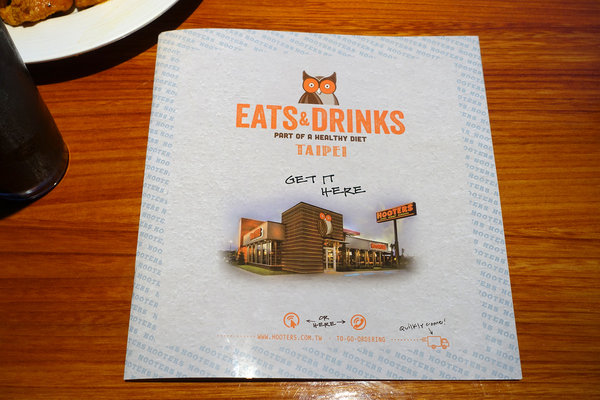 EATS & DRINKS
PART OF A HEALTHY DIET
TAIPEI
GET IT
HERE
HOOTERS
OR
HERE
Quikly come!
WWW.HOOTERS.COM.TW
TO-GO-ORDERING